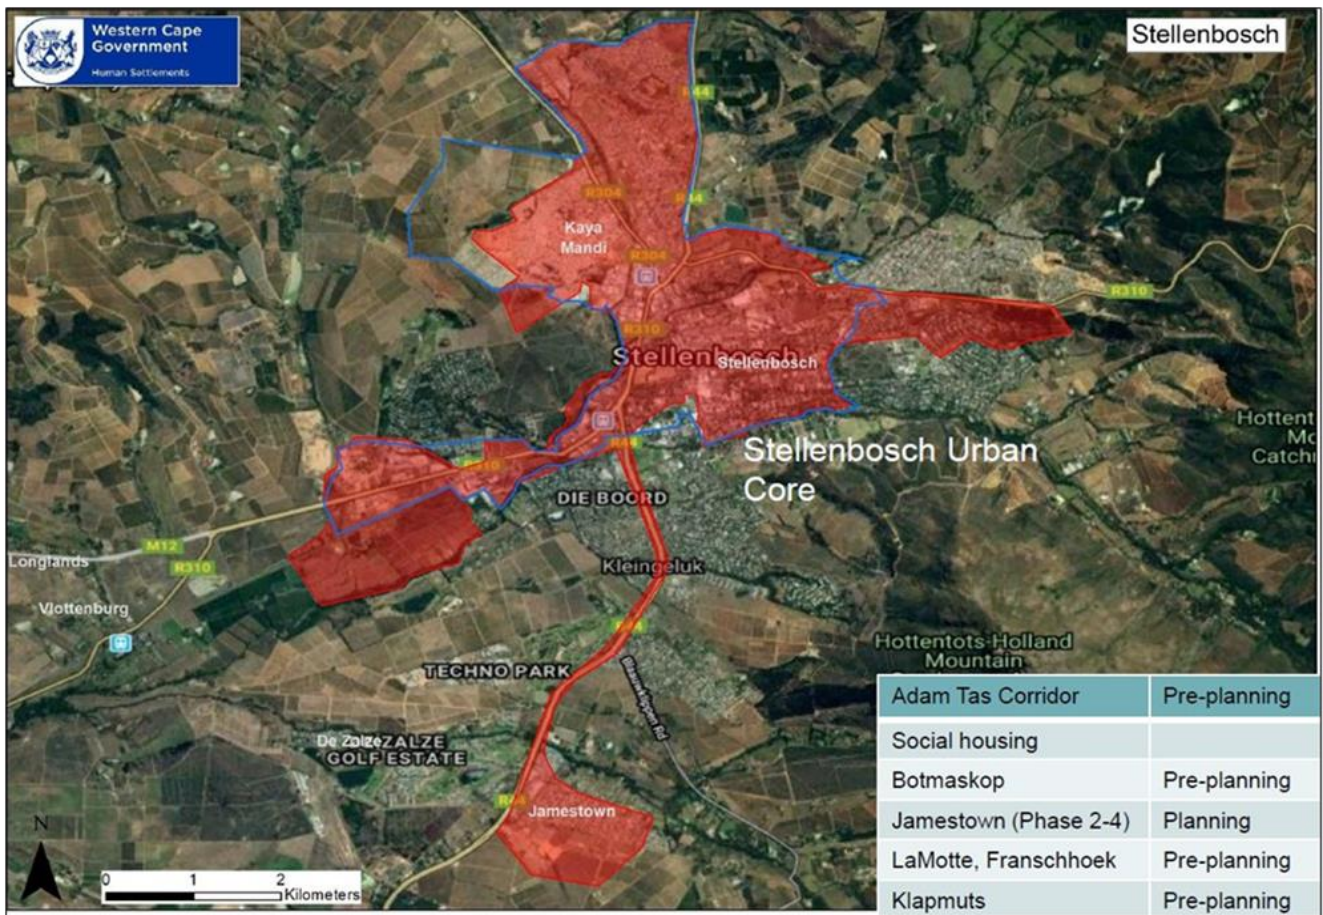 Western Cape
Government
Human Settlements
Stellenbosch
R44
R304
R44
Kaya
Mandi
R304
R310
R310
Stellenbosch
Stellenbosch
Hottent
Mo
Catch
R44
Stellenbosch Urban
Core
R310
DIE BOORD
M12
Longlands
R310
Kleingeluk
Vlottenburg
R44
Hottentots-Holland
Mountain
TECHNO PARK
Blaauwklippen Rd
De Zalze
ZALZE
GOLF ESTATE
R44
Jamestown
N
0 1 2
Kilometers
Adam Tas Corridor Pre-planning
Social housing
Botmaskop Pre-planning
Jamestown (Phase 2-4) Planning
LaMotte, Franschhoek Pre-planning
Klapmuts Pre-planning